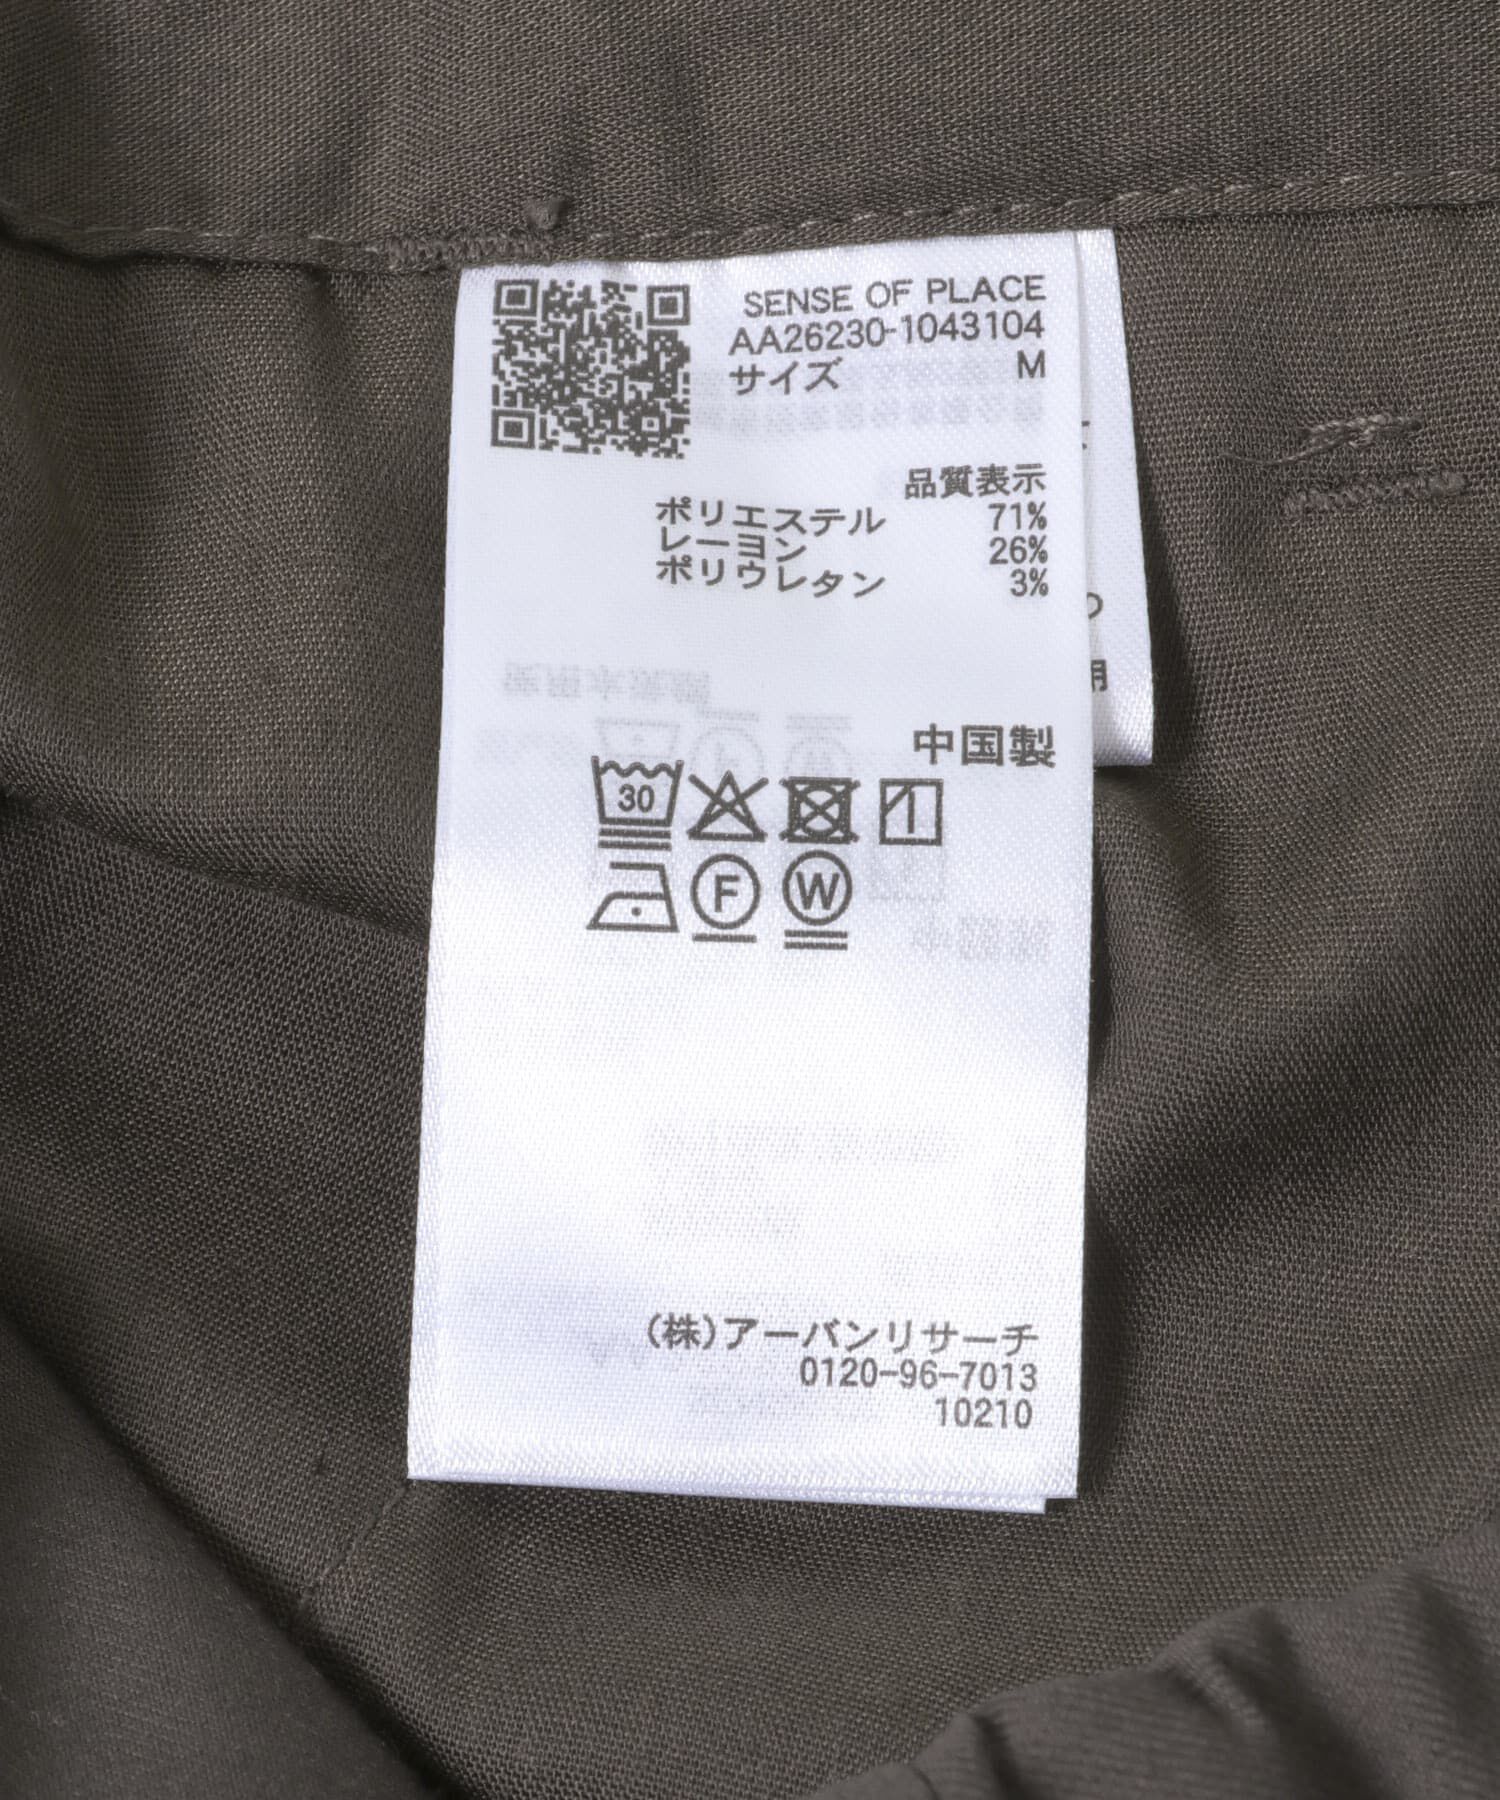 SENSE OF PLACE
AA26230-1043104
サイズ M
品質表示
ポリエステル 71%
レーヨン 26%
ポリウレタン 3%
用
中国製
30
F W
(株)アーバンリサーチ
0120-96-7013
10210